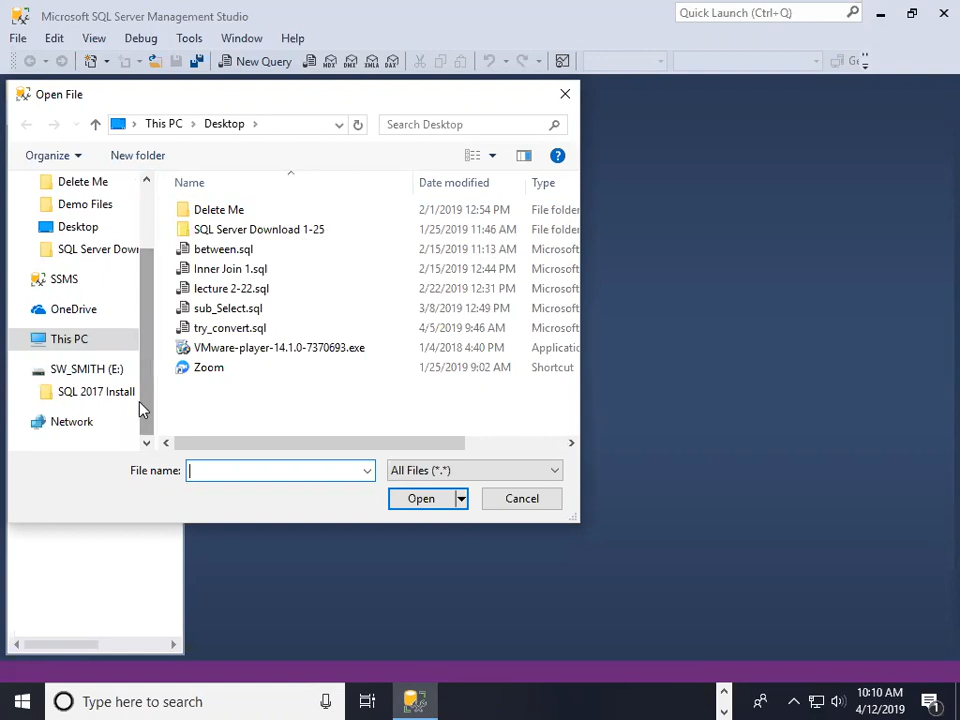 Microsoft SQL Server Management Studio
Quick Launch (Ctrl+Q)
File Edit View Debug Tools Window Help
New Query MDX DMX XMLA DAX
Open File
This PC Desktop
Search Desktop
Organize New folder
Name Date modified Type
Delete Me
Demo Files
Desktop
SQL Server Down
SSMS
OneDrive
This PC
SW_SMITH (E:)
SQL 2017 Install
Network
Delete Me 2/1/2019 12:54 PM File folder
SQL Server Download 1-25 1/25/2019 11:46 AM File folder
between.sql 2/15/2019 11:13 AM Microsoft
Inner Join 1.sql 2/15/2019 12:44 PM Microsoft
lecture 2-22.sql 2/22/2019 12:31 PM Microsoft
sub_Select.sql 3/8/2019 12:49 PM Microsoft
try_convert.sql 4/5/2019 9:46 AM Microsoft
VMware-player-14.1.0-7370693.exe 1/4/2018 4:40 PM Applicatio
Zoom 1/25/2019 9:02 AM Shortcut
File name:
All Files (*.*)
Open Cancel
Type here to search
10:10 AM
4/12/2019
1